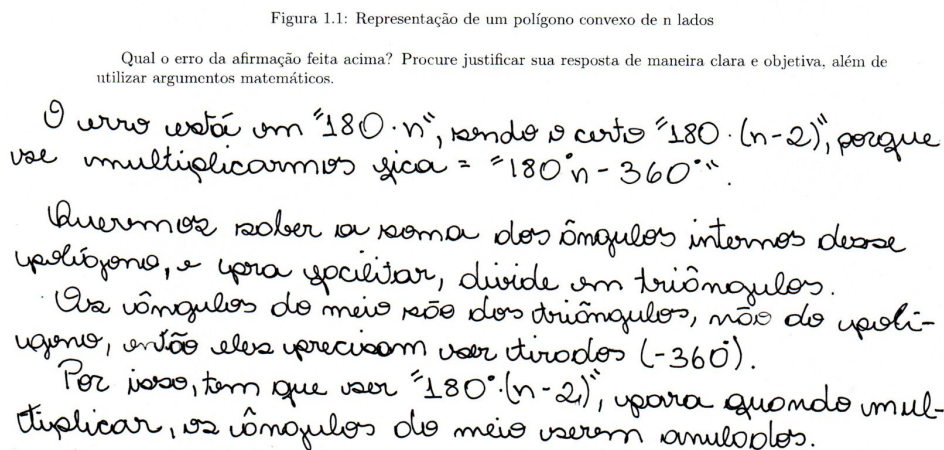 Figura 1.1: Representação de um polígono convexo de n lados
Qual o erro da afirmação feita acima? Procure justificar sua resposta de maneira clara e objetiva, além de
utilizar argumentos matemáticos.
O erro está em "180·n", sendo o certo "180·(n-2)", porque
se multiplicarmos fica = "180°n - 360°".
Queremos saber a soma dos ângulos internos desse
polígono, e pra facilitar, divide em triângulos.
Os ângulos do meio são dos triângulos, não do polí-
gono, então eles precisam ser tirados (-360°).
Por isso, tem que ser "180°·(n-2)", para quando mul-
tiplicar, os ângulos do meio serem anulados.